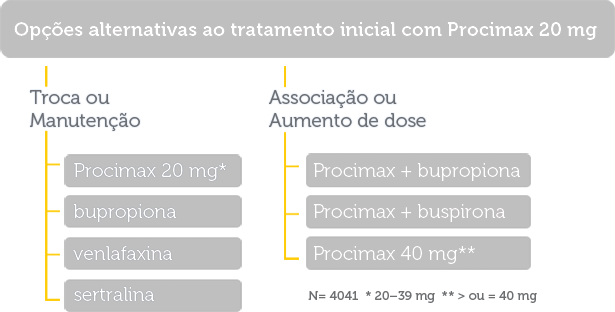 Opções alternativas ao tratamento inicial com Procimax 20 mg
Troca ou
Manutenção
Procimax 20 mg*
bupropiona
venlafaxina
sertralina
Associação ou
Aumento de dose
Procimax + bupropiona
Procimax + buspirona
Procimax 40 mg**
N= 4041 * 20–39 mg ** > ou = 40 mg